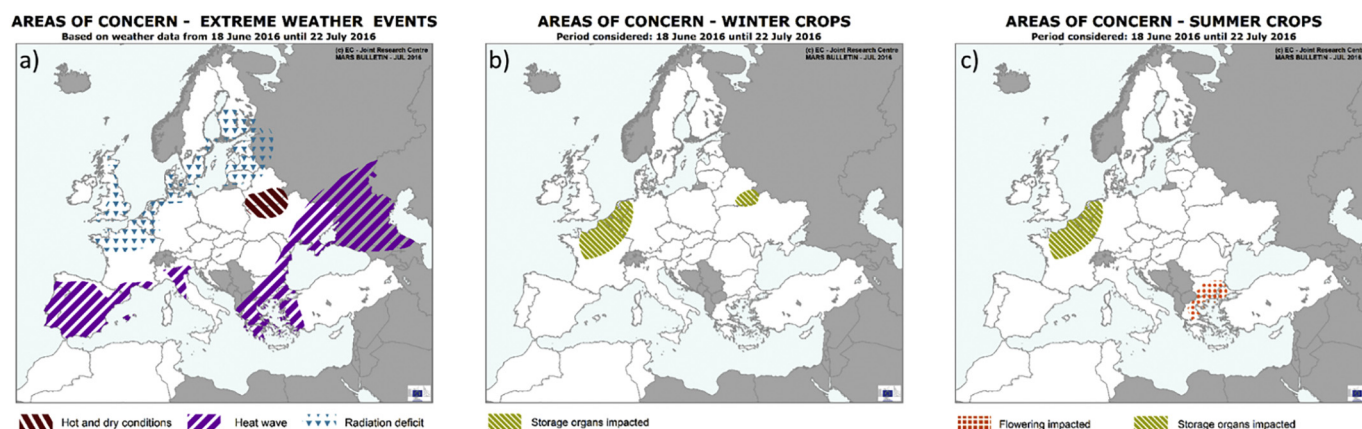 AREAS OF CONCERN - EXTREME WEATHER EVENTS
Based on weather data from 18 June 2016 until 22 July 2016
a)
(c) EC - Joint Research Centre
MARS BULLETIN - JUL 2016
Hot and dry conditions
Heat wave
Radiation deficit
AREAS OF CONCERN - WINTER CROPS
Period considered: 18 June 2016 until 22 July 2016
b)
(c) EC - Joint Research Centre
MARS BULLETIN - JUL 2016
Storage organs impacted
AREAS OF CONCERN - SUMMER CROPS
Period considered: 18 June 2016 until 22 July 2016
c)
(c) EC - Joint Research Centre
MARS BULLETIN - JUL 2016
Flowering impacted
Storage organs impacted